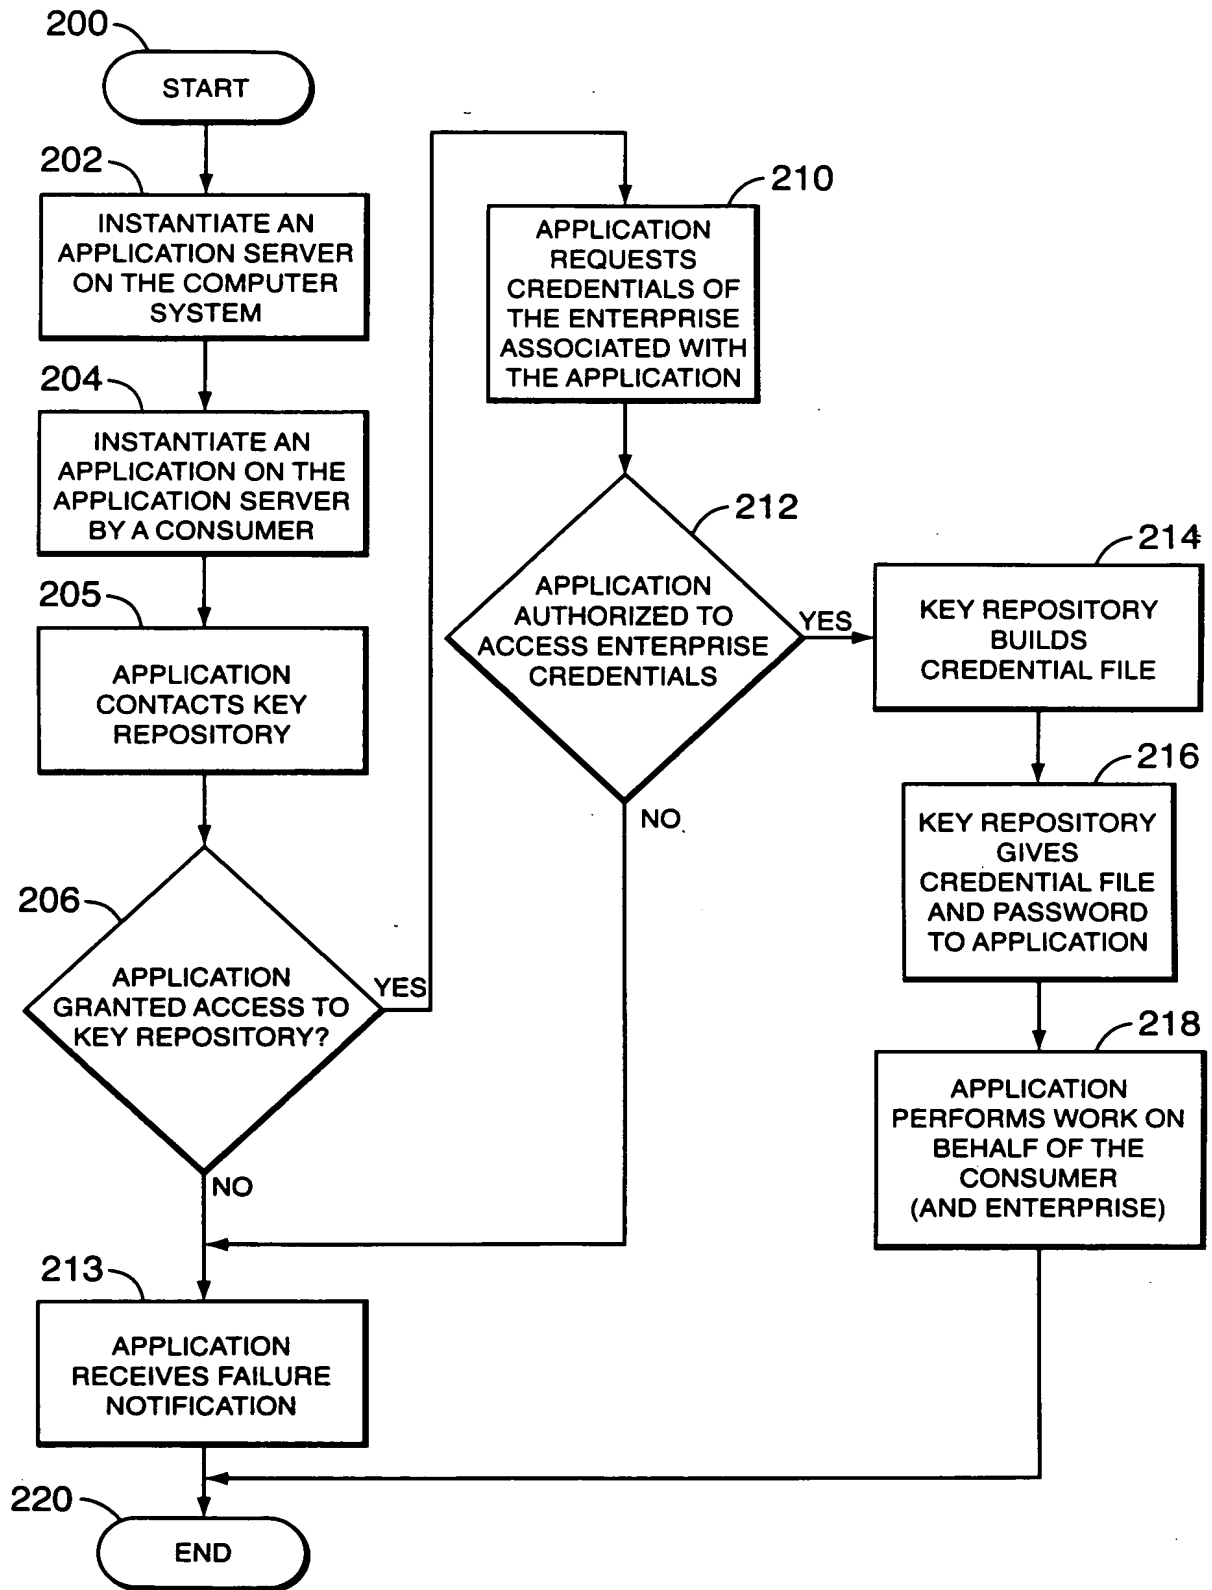 200
START
202
INSTANTIATE AN
APPLICATION SERVER
ON THE COMPUTER
SYSTEM
204
INSTANTIATE AN
APPLICATION ON THE
APPLICATION SERVER
BY A CONSUMER
205
APPLICATION
CONTACTS KEY
REPOSITORY
206
APPLICATION
GRANTED ACCESS TO
KEY REPOSITORY?
YES
NO
210
APPLICATION
REQUESTS
CREDENTIALS OF
THE ENTERPRISE
ASSOCIATED WITH
THE APPLICATION
212
APPLICATION
AUTHORIZED TO
ACCESS ENTERPRISE
CREDENTIALS
YES
NO
214
KEY REPOSITORY
BUILDS
CREDENTIAL FILE
216
KEY REPOSITORY
GIVES
CREDENTIAL FILE
AND PASSWORD
TO APPLICATION
218
APPLICATION
PERFORMS WORK ON
BEHALF OF THE
CONSUMER
(AND ENTERPRISE)
213
APPLICATION
RECEIVES FAILURE
NOTIFICATION
220
END